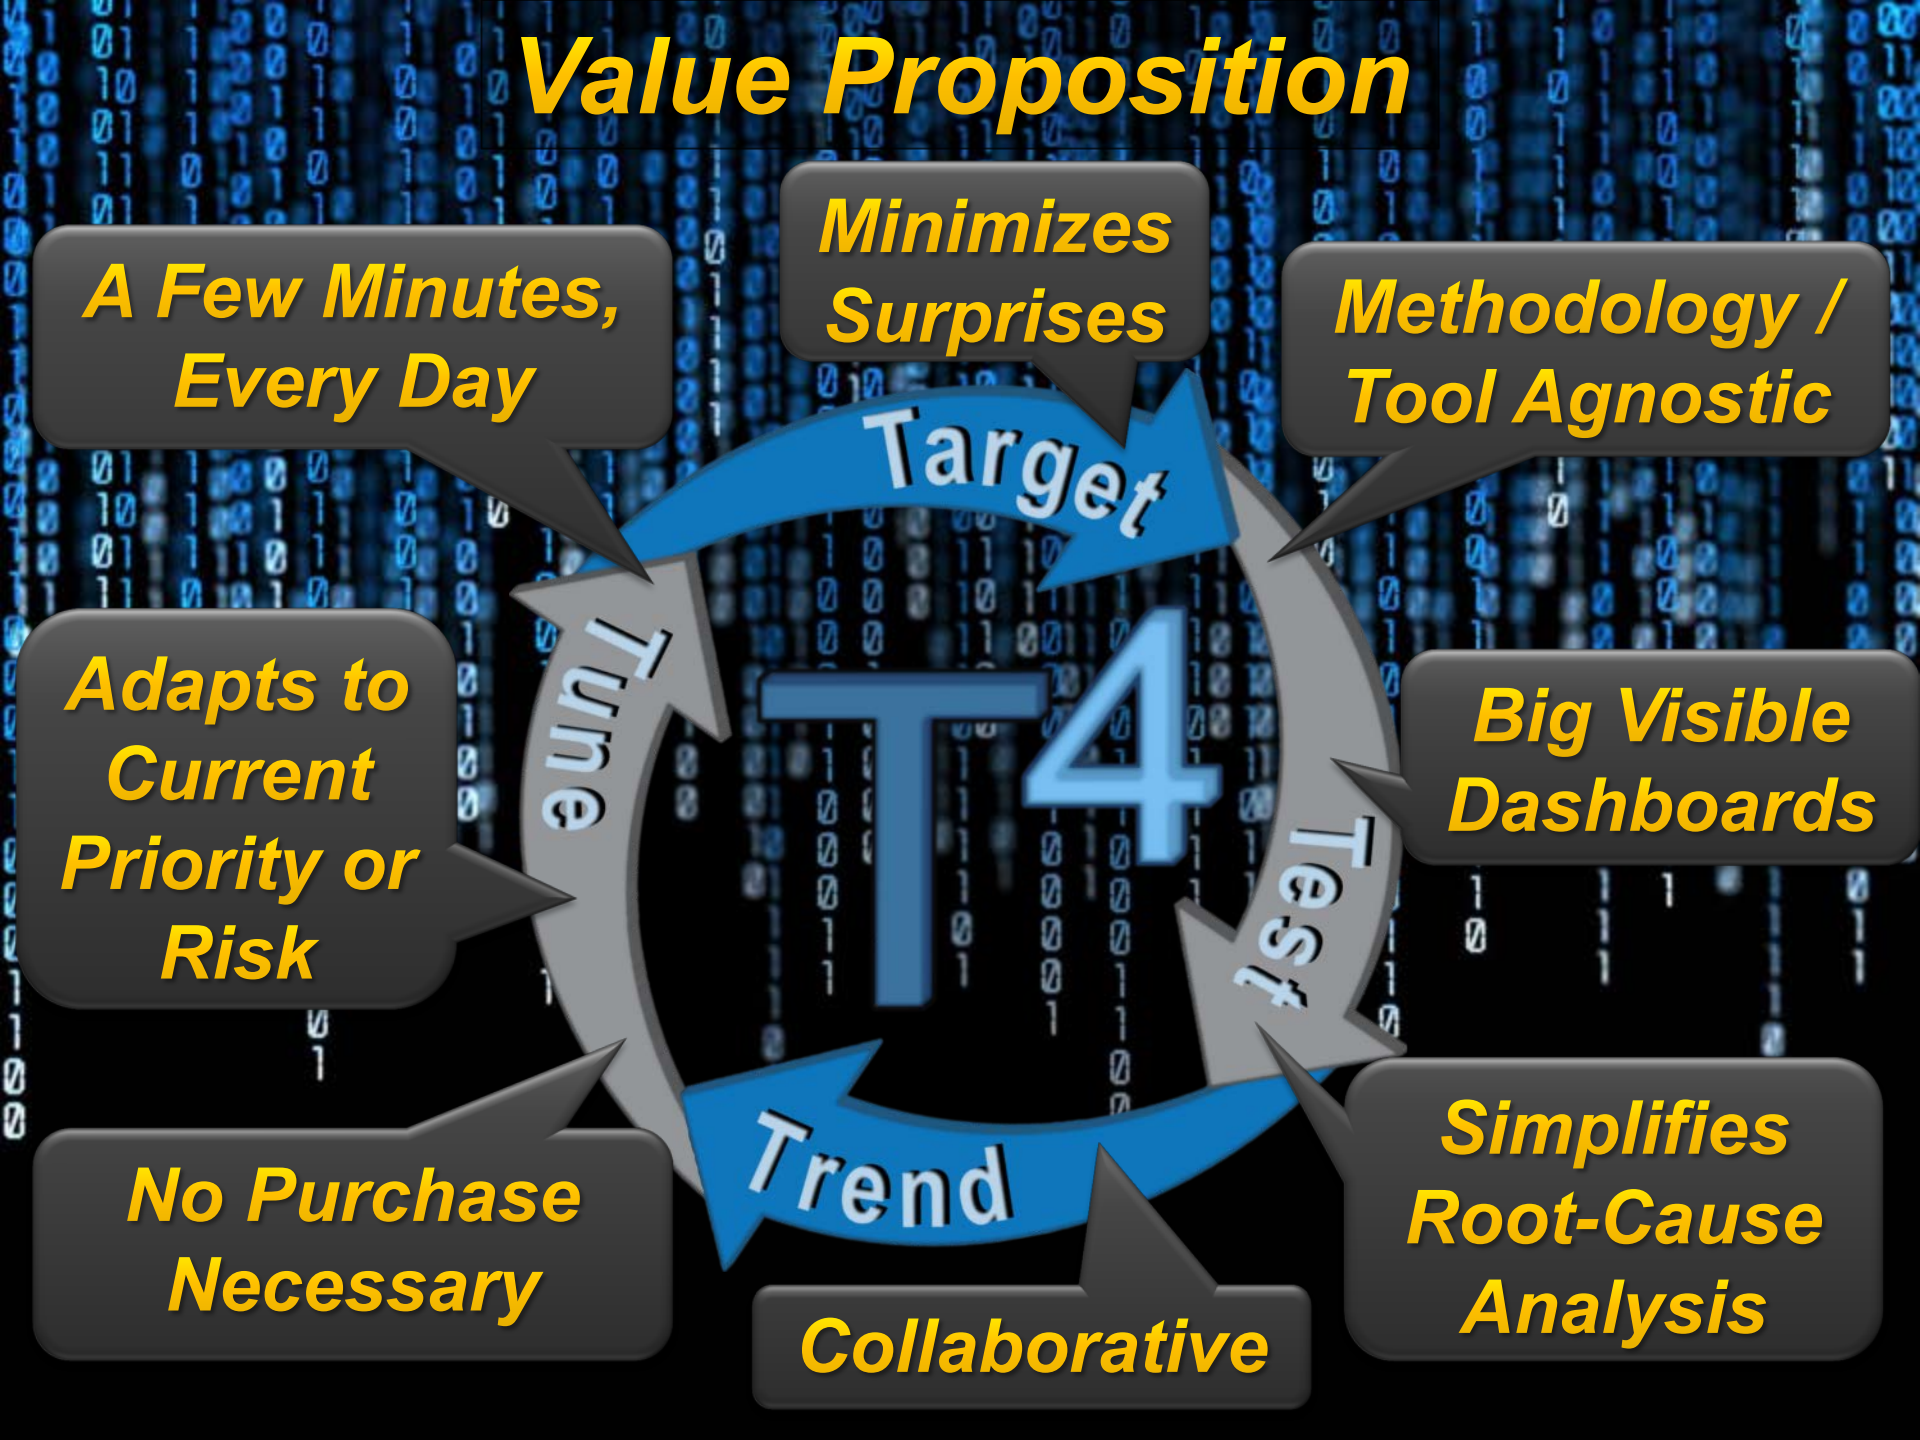 Value Proposition
Minimizes
Surprises
A Few Minutes,
Every Day
Methodology /
Tool Agnostic
Target
Tune
T4
Test
Trend
Adapts to
Current
Priority or
Risk
Big Visible
Dashboards
No Purchase
Necessary
Simplifies
Root-Cause
Analysis
Collaborative